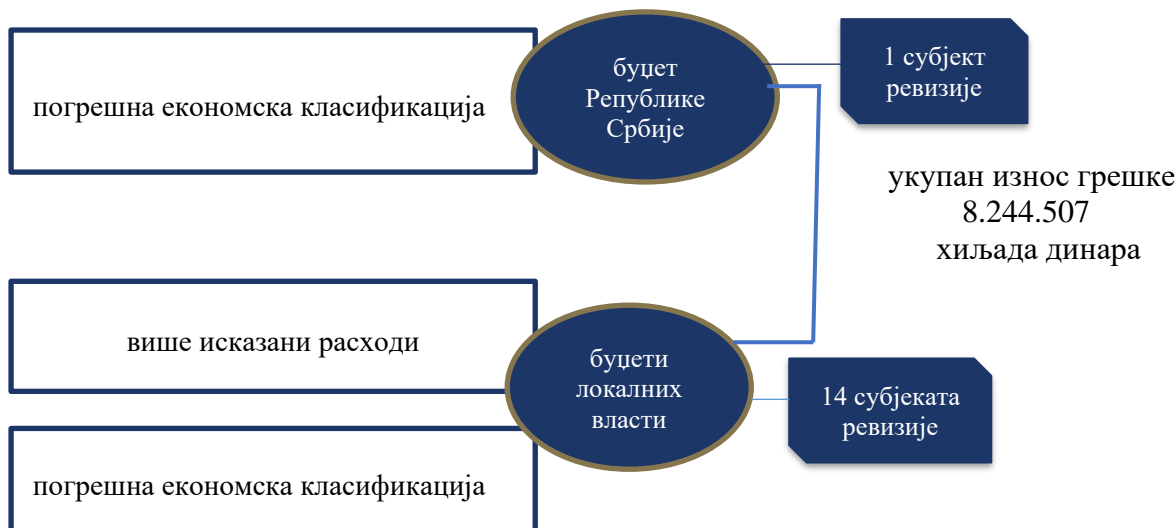 погрешна економска класификација
буџет
Републике
Србије
1 субјект
ревизије
укупан износ грешке
8.244.507
хиљада динара
више исказани расходи
буџети
локалних
власти
14 субјеката
ревизије
погрешна економска класификација